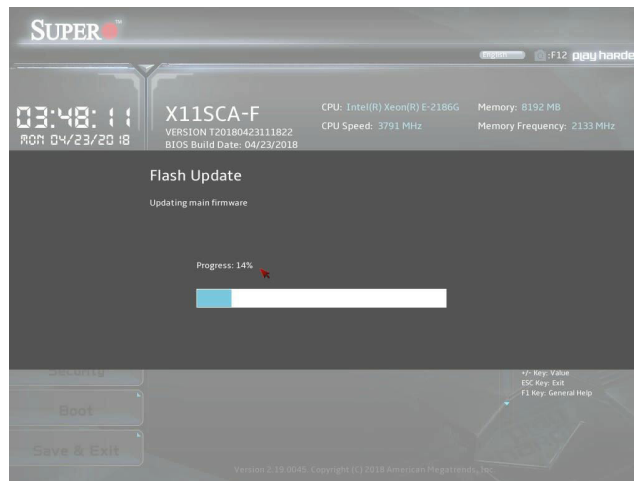 SUPER
English
:F12 play harde
03:48:11
MON 04/23/2018
X11SCA-F
VERSION T20180423111822
BIOS Build Date: 04/23/2018
CPU: Intel(R) Xeon(R) E-2186G
CPU Speed: 3791 MHz
Memory: 8192 MB
Memory Frequency: 2133 MHz
Flash Update
Updating main firmware
Progress: 14%
Security
+/- Key: Value
ESC Key: Exit
F1 Key: General Help
Boot
Save & Exit
Version 2.19.0045. Copyright (C) 2018 American Megatrends, Inc.